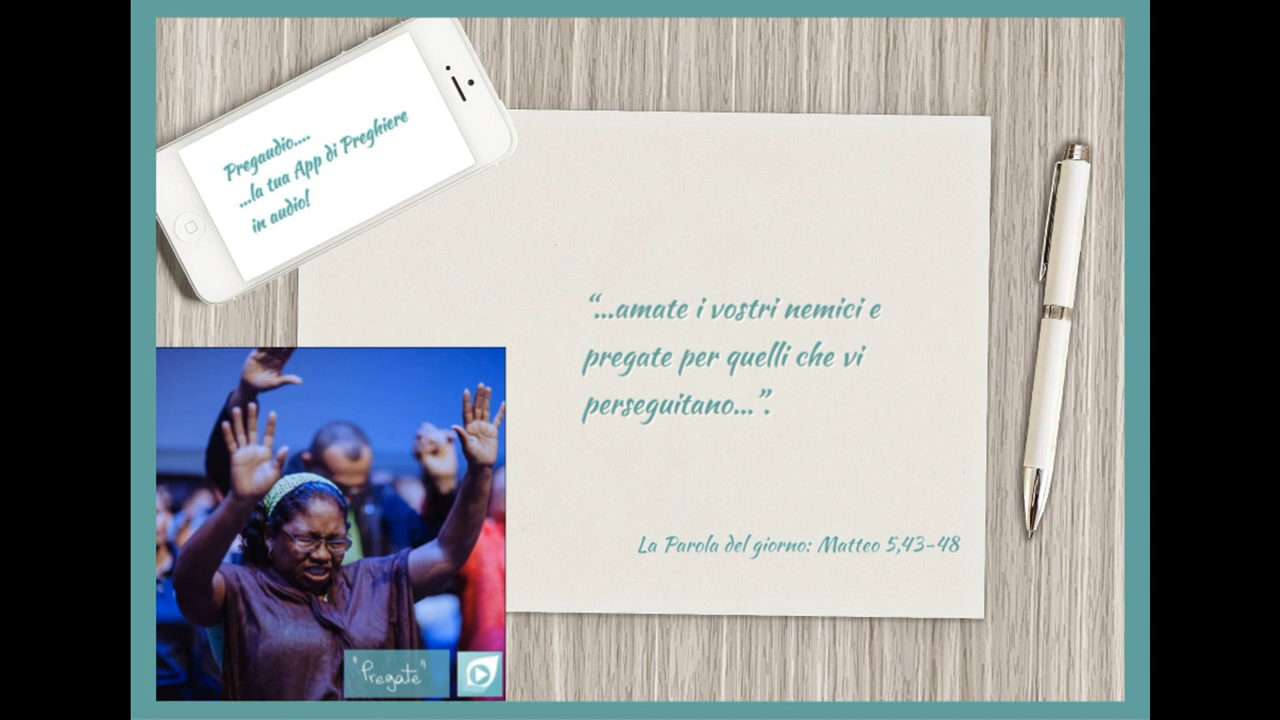 Pregaudio....
...la tua App di Preghiere
in audio!
“...amate i vostri nemici e
pregate per quelli che vi
perseguitano...”.
La Parola del giorno: Matteo 5,43-48
"Pregate"